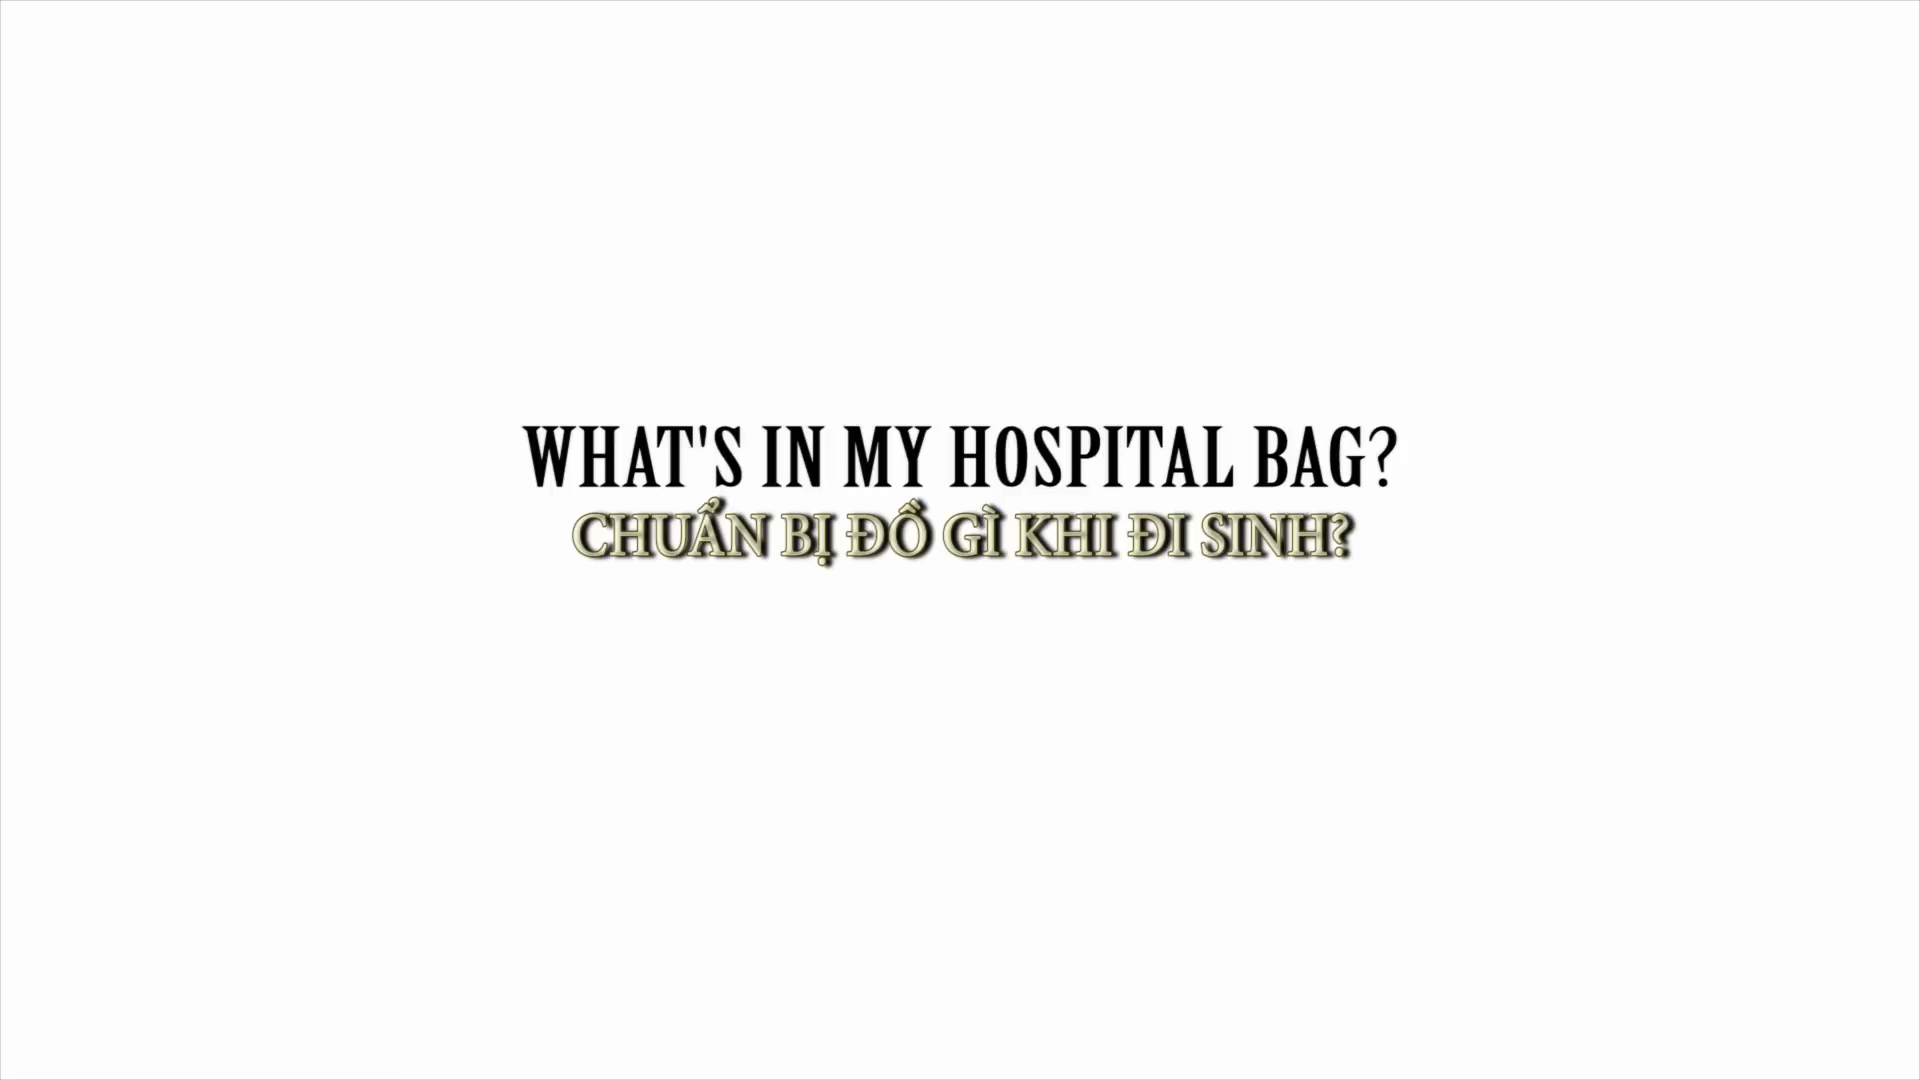 WHAT'S IN MY HOSPITAL BAG?
CHUẨN BỊ ĐỒ GÌ KHI ĐI SINH?